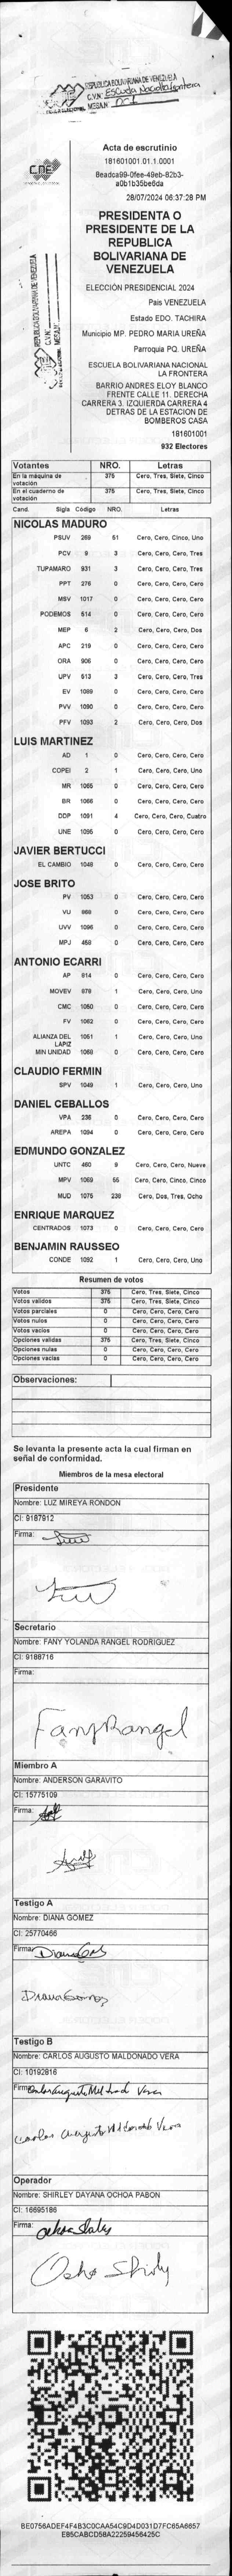 REPUBLICA BOLIVARIANA DE VENEZUELA
C.V.N: Escuela Nacional la frontera
MESA N: 001
CNE
Acta de escrutinio
181601001.01.1.0001
8eadca99-0fee-49eb-82b3-
a0b1b35be6da
28/07/2024 06:37:28 PM
PRESIDENTA O
PRESIDENTE DE LA
REPUBLICA
BOLIVARIANA DE
VENEZUELA
ELECCIÓN PRESIDENCIAL 2024
Pais VENEZUELA
Estado EDO. TACHIRA
Municipio MP. PEDRO MARIA UREÑA
Parroquia PQ. UREÑA
ESCUELA BOLIVARIANA NACIONAL
LA FRONTERA
BARRIO ANDRES ELOY BLANCO
FRENTE CALLE 11. DERECHA
CARRERA 3. IZQUIERDA CARRERA 4
DETRAS DE LA ESTACION DE
BOMBEROS CASA
181601001
932 Electores
REPUBLICA BOLIVARIANA DE VENEZUELA
C.V.N:
MESA N:
Votantes NRO. Letras
En la máquina de votación 375 Cero, Tres, Siete, Cinco
En el cuaderno de votación 375 Cero, Tres, Siete, Cinco
Cand. Sigla Código NRO. Letras
NICOLAS MADURO
PSUV 269 51 Cero, Cero, Cinco, Uno
PCV 9 3 Cero, Cero, Cero, Tres
TUPAMARO 931 3 Cero, Cero, Cero, Tres
PPT 276 0 Cero, Cero, Cero, Cero
MSV 1017 0 Cero, Cero, Cero, Cero
PODEMOS 514 0 Cero, Cero, Cero, Cero
MEP 6 2 Cero, Cero, Cero, Dos
APC 219 0 Cero, Cero, Cero, Cero
ORA 906 0 Cero, Cero, Cero, Cero
UPV 513 3 Cero, Cero, Cero, Tres
EV 1089 0 Cero, Cero, Cero, Cero
PVV 1090 0 Cero, Cero, Cero, Cero
PFV 1093 2 Cero, Cero, Cero, Dos
LUIS MARTINEZ
AD 1 0 Cero, Cero, Cero, Cero
COPEI 2 1 Cero, Cero, Cero, Uno
MR 1065 0 Cero, Cero, Cero, Cero
BR 1066 0 Cero, Cero, Cero, Cero
DDP 1091 4 Cero, Cero, Cero, Cuatro
UNE 1095 0 Cero, Cero, Cero, Cero
JAVIER BERTUCCI
EL CAMBIO 1048 0 Cero, Cero, Cero, Cero
JOSE BRITO
PV 1053 0 Cero, Cero, Cero, Cero
VU 868 0 Cero, Cero, Cero, Cero
UVV 1096 0 Cero, Cero, Cero, Cero
MPJ 458 0 Cero, Cero, Cero, Cero
ANTONIO ECARRI
AP 814 0 Cero, Cero, Cero, Cero
MOVEV 878 1 Cero, Cero, Cero, Uno
CMC 1050 0 Cero, Cero, Cero, Cero
FV 1062 0 Cero, Cero, Cero, Cero
ALIANZA DEL LAPIZ 1051 1 Cero, Cero, Cero, Uno
MIN UNIDAD 1068 0 Cero, Cero, Cero, Cero
CLAUDIO FERMIN
SPV 1049 1 Cero, Cero, Cero, Uno
DANIEL CEBALLOS
VPA 236 0 Cero, Cero, Cero, Cero
AREPA 1094 0 Cero, Cero, Cero, Cero
EDMUNDO GONZALEZ
UNTC 460 9 Cero, Cero, Cero, Nueve
MPV 1069 55 Cero, Cero, Cinco, Cinco
MUD 1075 238 Cero, Dos, Tres, Ocho
ENRIQUE MARQUEZ
CENTRADOS 1073 0 Cero, Cero, Cero, Cero
BENJAMIN RAUSSEO
CONDE 1092 1 Cero, Cero, Cero, Uno
Resumen de votos
Votos 375 Cero, Tres, Siete, Cinco
Votos validos 375 Cero, Tres, Siete, Cinco
Votos parciales 0 Cero, Cero, Cero, Cero
Votos nulos 0 Cero, Cero, Cero, Cero
Votos vacios 0 Cero, Cero, Cero, Cero
Opciones validas 375 Cero, Tres, Siete, Cinco
Opciones nulas 0 Cero, Cero, Cero, Cero
Opciones vacias 0 Cero, Cero, Cero, Cero
Observaciones:
Se levanta la presente acta la cual firman en
señal de conformidad.
Miembros de la mesa electoral
Presidente
Nombre: LUZ MIREYA RONDON
CI: 9187912
Firma:
Secretario
Nombre: FANY YOLANDA RANGEL RODRIGUEZ
CI: 9188716
Firma:
Fany Rangel
Miembro A
Nombre: ANDERSON GARAVITO
CI: 15775109
Firma:
Testigo A
Nombre: DIANA GOMEZ
CI: 25770466
Firma:
Diana Gomez
Testigo B
Nombre: CARLOS AUGUSTO MALDONADO VERA
CI: 10192816
Firma: Carlos Augusto Maldonado Vera
Carlos Augusto Maldonado Vera
Operador
Nombre: SHIRLEY DAYANA OCHOA PABON
CI: 16695186
Firma: Ochoa Shirley
Ochoa Shirly
BE0756ADEF4F4B3C0CAA54C9D4D031D7FC65A6657
E85CABCD58A22259456425C